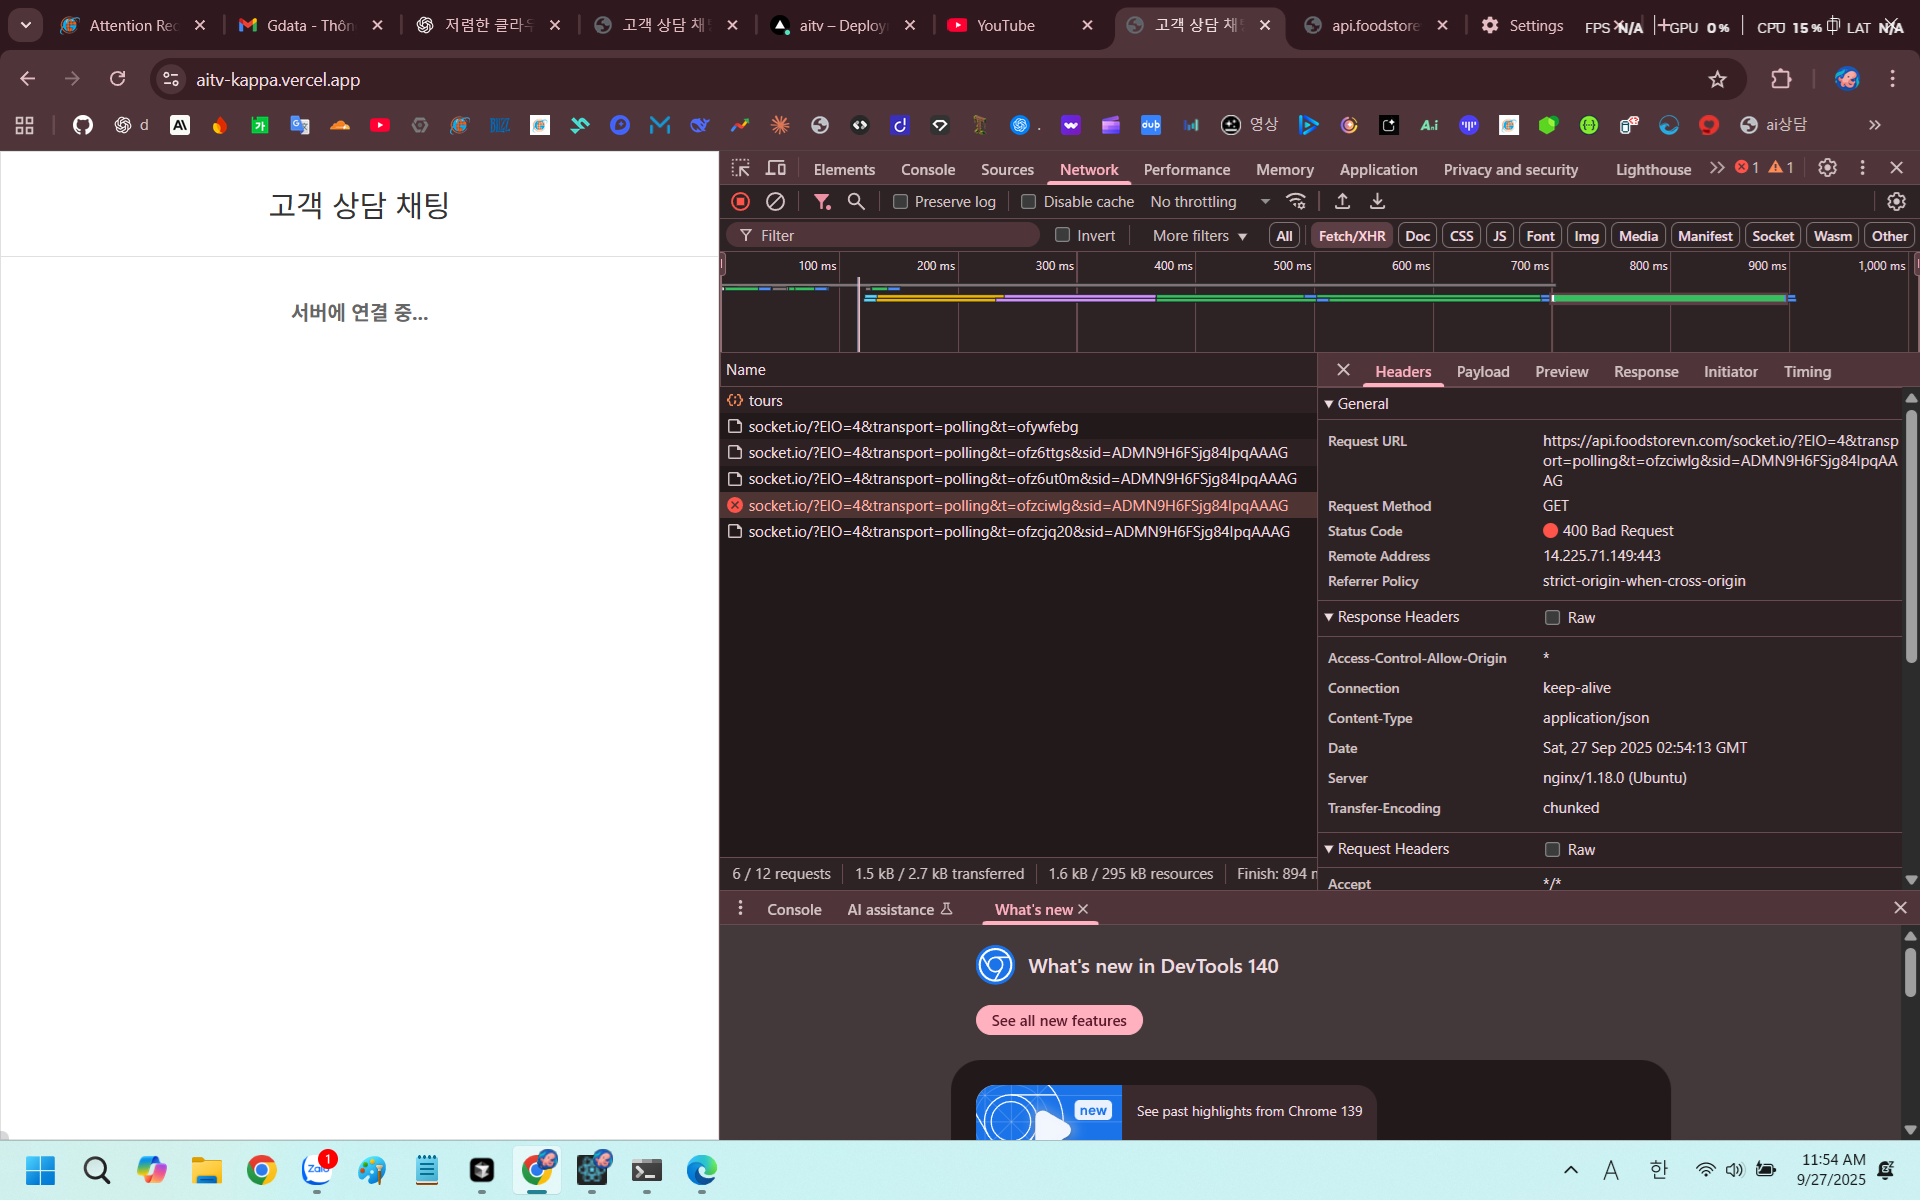 Attention Rec
Gdata - Thôn
저렴한 클라우
고객 상담 채
aitv – Deploy
YouTube
고객 상담 채
api.foodstore
Settings
FPS N/A
GPU 0 %
CPU 15 %
LAT N/A
aitv-kappa.vercel.app
d
영상
ai상담
고객 상담 채팅
서버에 연결 중...
Elements
Console
Sources
Network
Performance
Memory
Application
Privacy and security
Lighthouse
1
1
Preserve log
Disable cache
No throttling
Filter
Invert
More filters
All
Fetch/XHR
Doc
CSS
JS
Font
Img
Media
Manifest
Socket
Wasm
Other
100 ms
200 ms
300 ms
400 ms
500 ms
600 ms
700 ms
800 ms
900 ms
1,000 ms
Name
tours
socket.io/?EIO=4&transport=polling&t=ofywfebg
socket.io/?EIO=4&transport=polling&t=ofz6ttgs&sid=ADMN9H6FSjg84IpqAAAG
socket.io/?EIO=4&transport=polling&t=ofz6ut0m&sid=ADMN9H6FSjg84IpqAAAG
socket.io/?EIO=4&transport=polling&t=ofzciwlg&sid=ADMN9H6FSjg84IpqAAAG
socket.io/?EIO=4&transport=polling&t=ofzcjq20&sid=ADMN9H6FSjg84IpqAAAG
Headers
Payload
Preview
Response
Initiator
Timing
General
Request URL
https://api.foodstorevn.com/socket.io/?EIO=4&transp
ort=polling&t=ofzciwlg&sid=ADMN9H6FSjg84IpqAA
AG
Request Method
GET
Status Code
400 Bad Request
Remote Address
14.225.71.149:443
Referrer Policy
strict-origin-when-cross-origin
Response Headers
Raw
Access-Control-Allow-Origin
*
Connection
keep-alive
Content-Type
application/json
Date
Sat, 27 Sep 2025 02:54:13 GMT
Server
nginx/1.18.0 (Ubuntu)
Transfer-Encoding
chunked
Request Headers
Raw
Accept
*/*
6 / 12 requests
1.5 kB / 2.7 kB transferred
1.6 kB / 295 kB resources
Finish: 894 m
Console
AI assistance
What's new
What's new in DevTools 140
See all new features
new
See past highlights from Chrome 139
Zalo
1
A
한
11:54 AM
9/27/2025